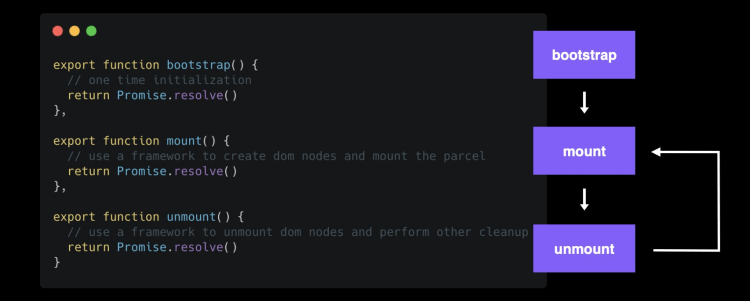 export function bootstrap() {
// one time initialization
return Promise.resolve()
},
export function mount() {
// use a framework to create dom nodes and mount the parcel
return Promise.resolve()
},
export function unmount() {
// use a framework to unmount dom nodes and perform other cleanup
return Promise.resolve()
}
bootstrap
mount
unmount